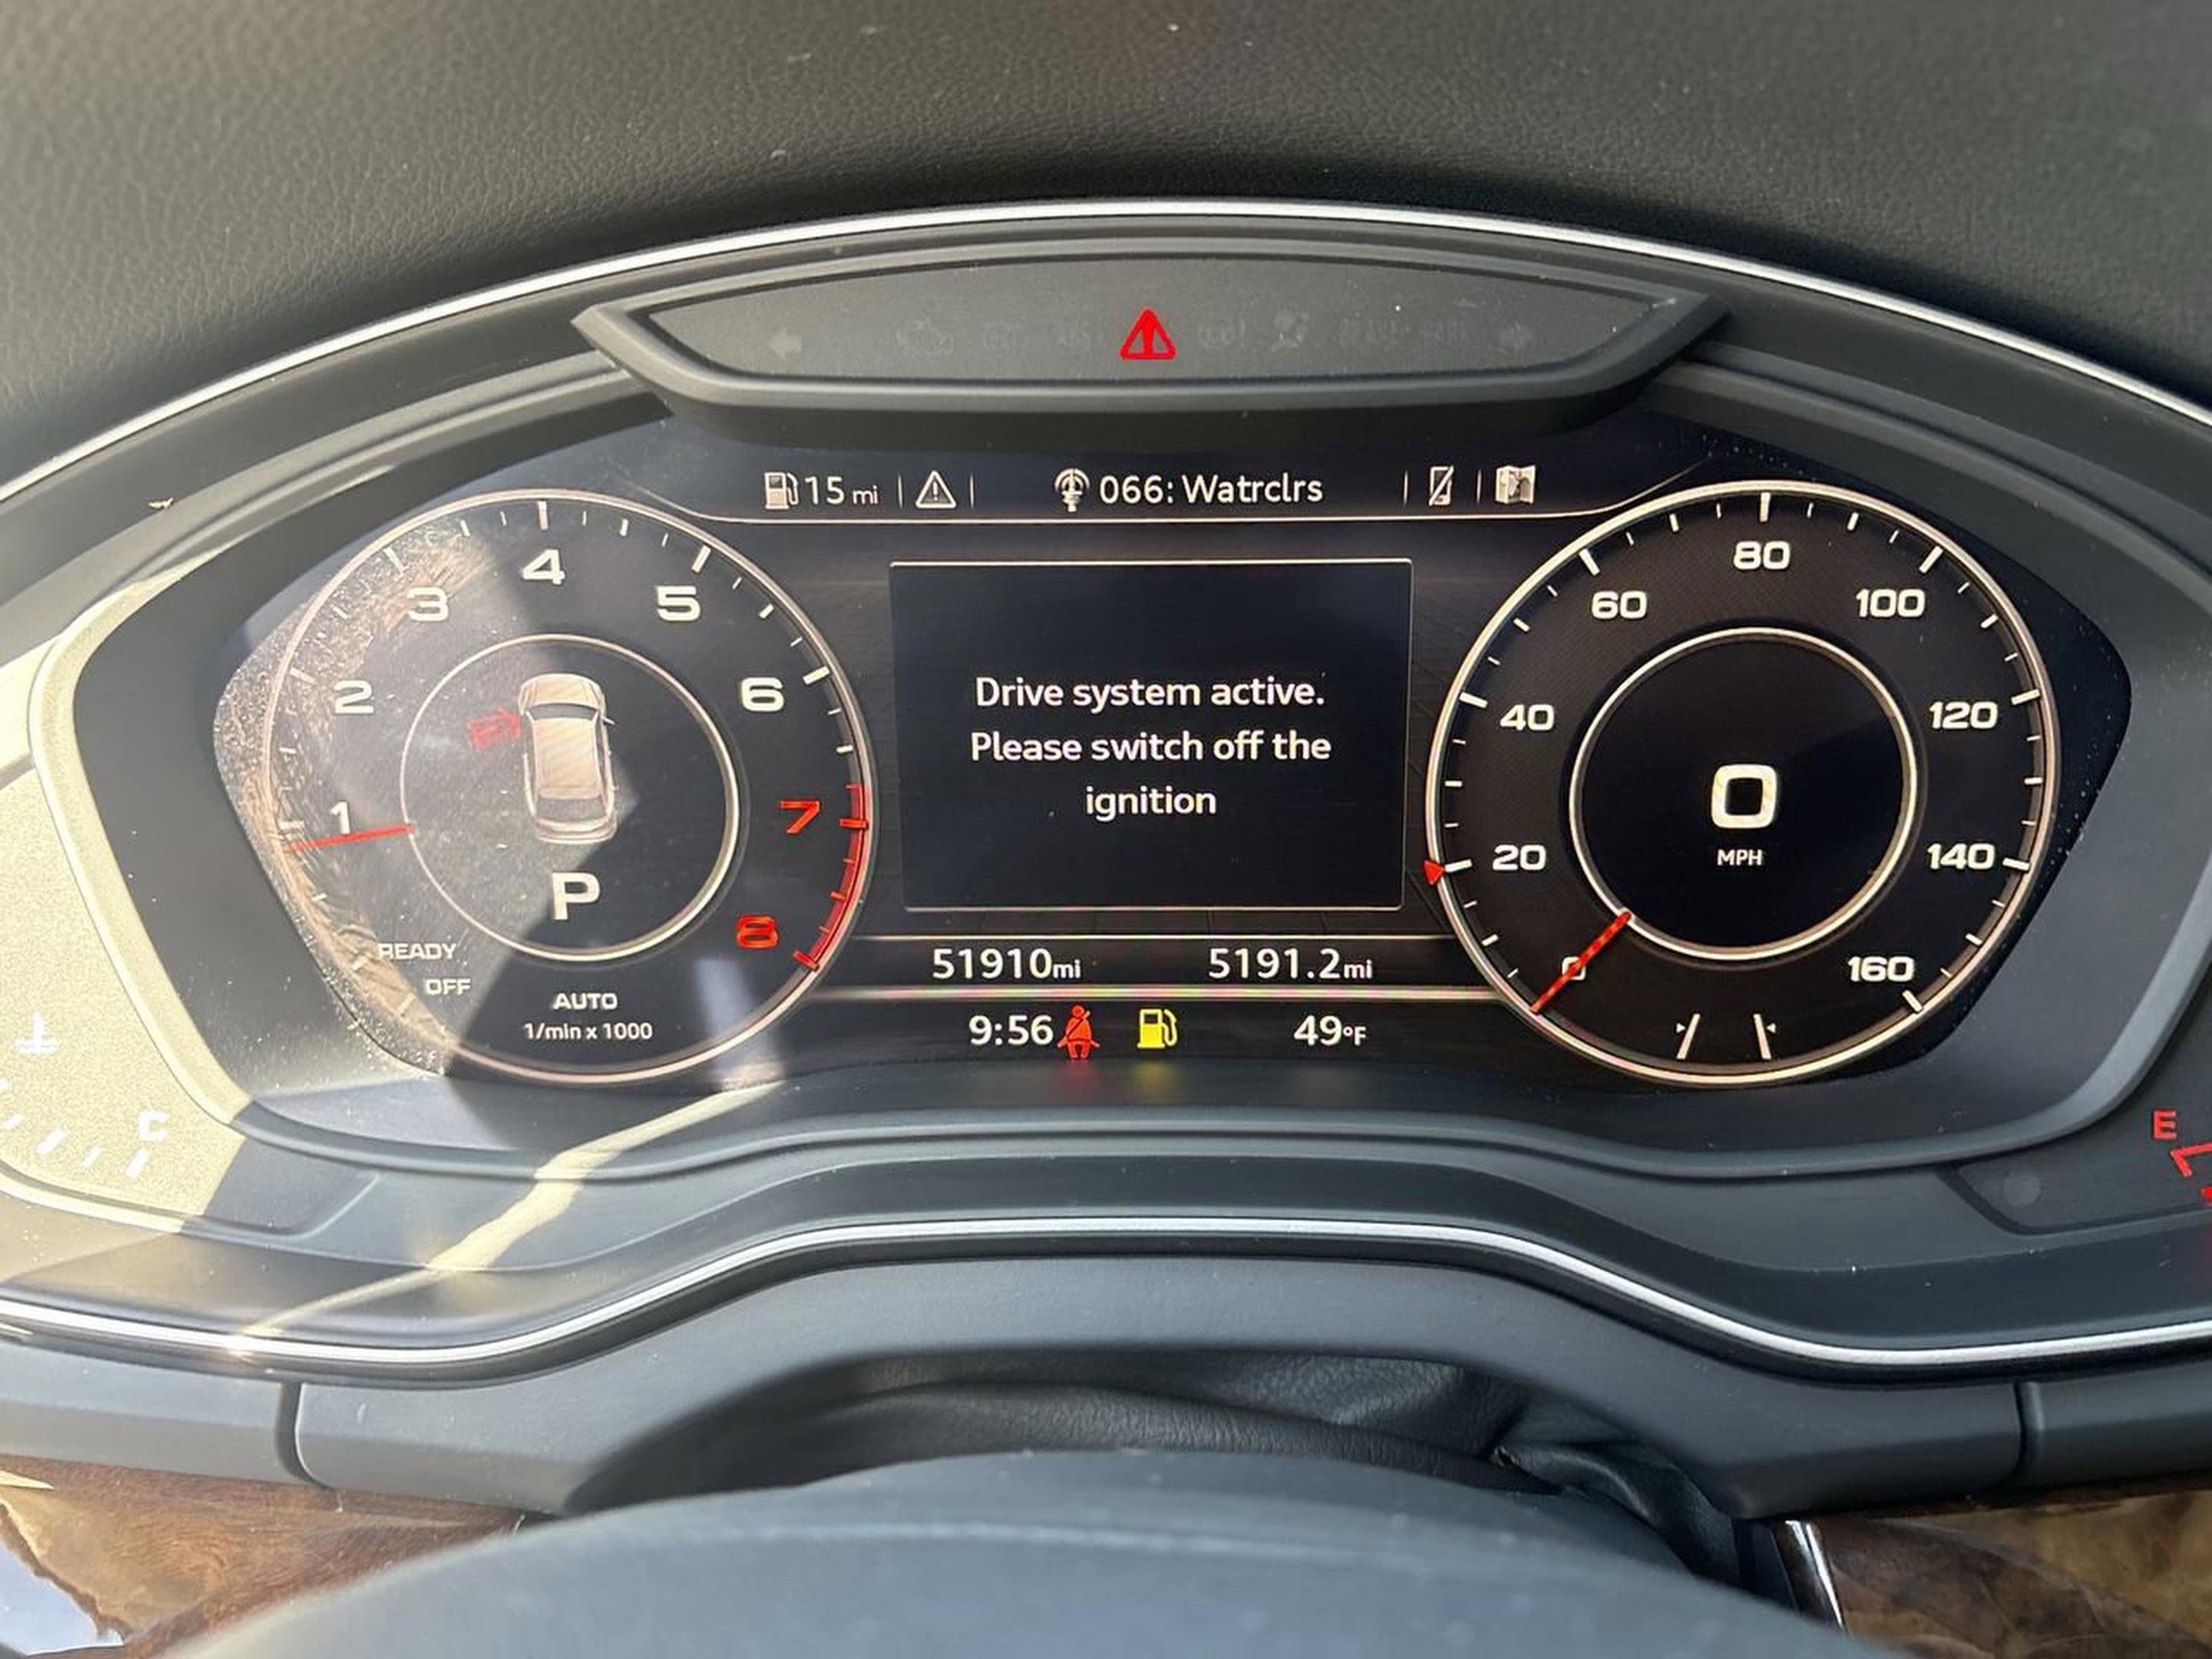 15 mi 066: Watrclrs
1 2 3 4 5 6 7 8
P
READY
OFF
AUTO
1/min x 1000
Drive system active.
Please switch off the
ignition
51910mi 5191.2mi
9:56 49°F
0 20 40 60 80 100 120 140 160
0
MPH
C
E